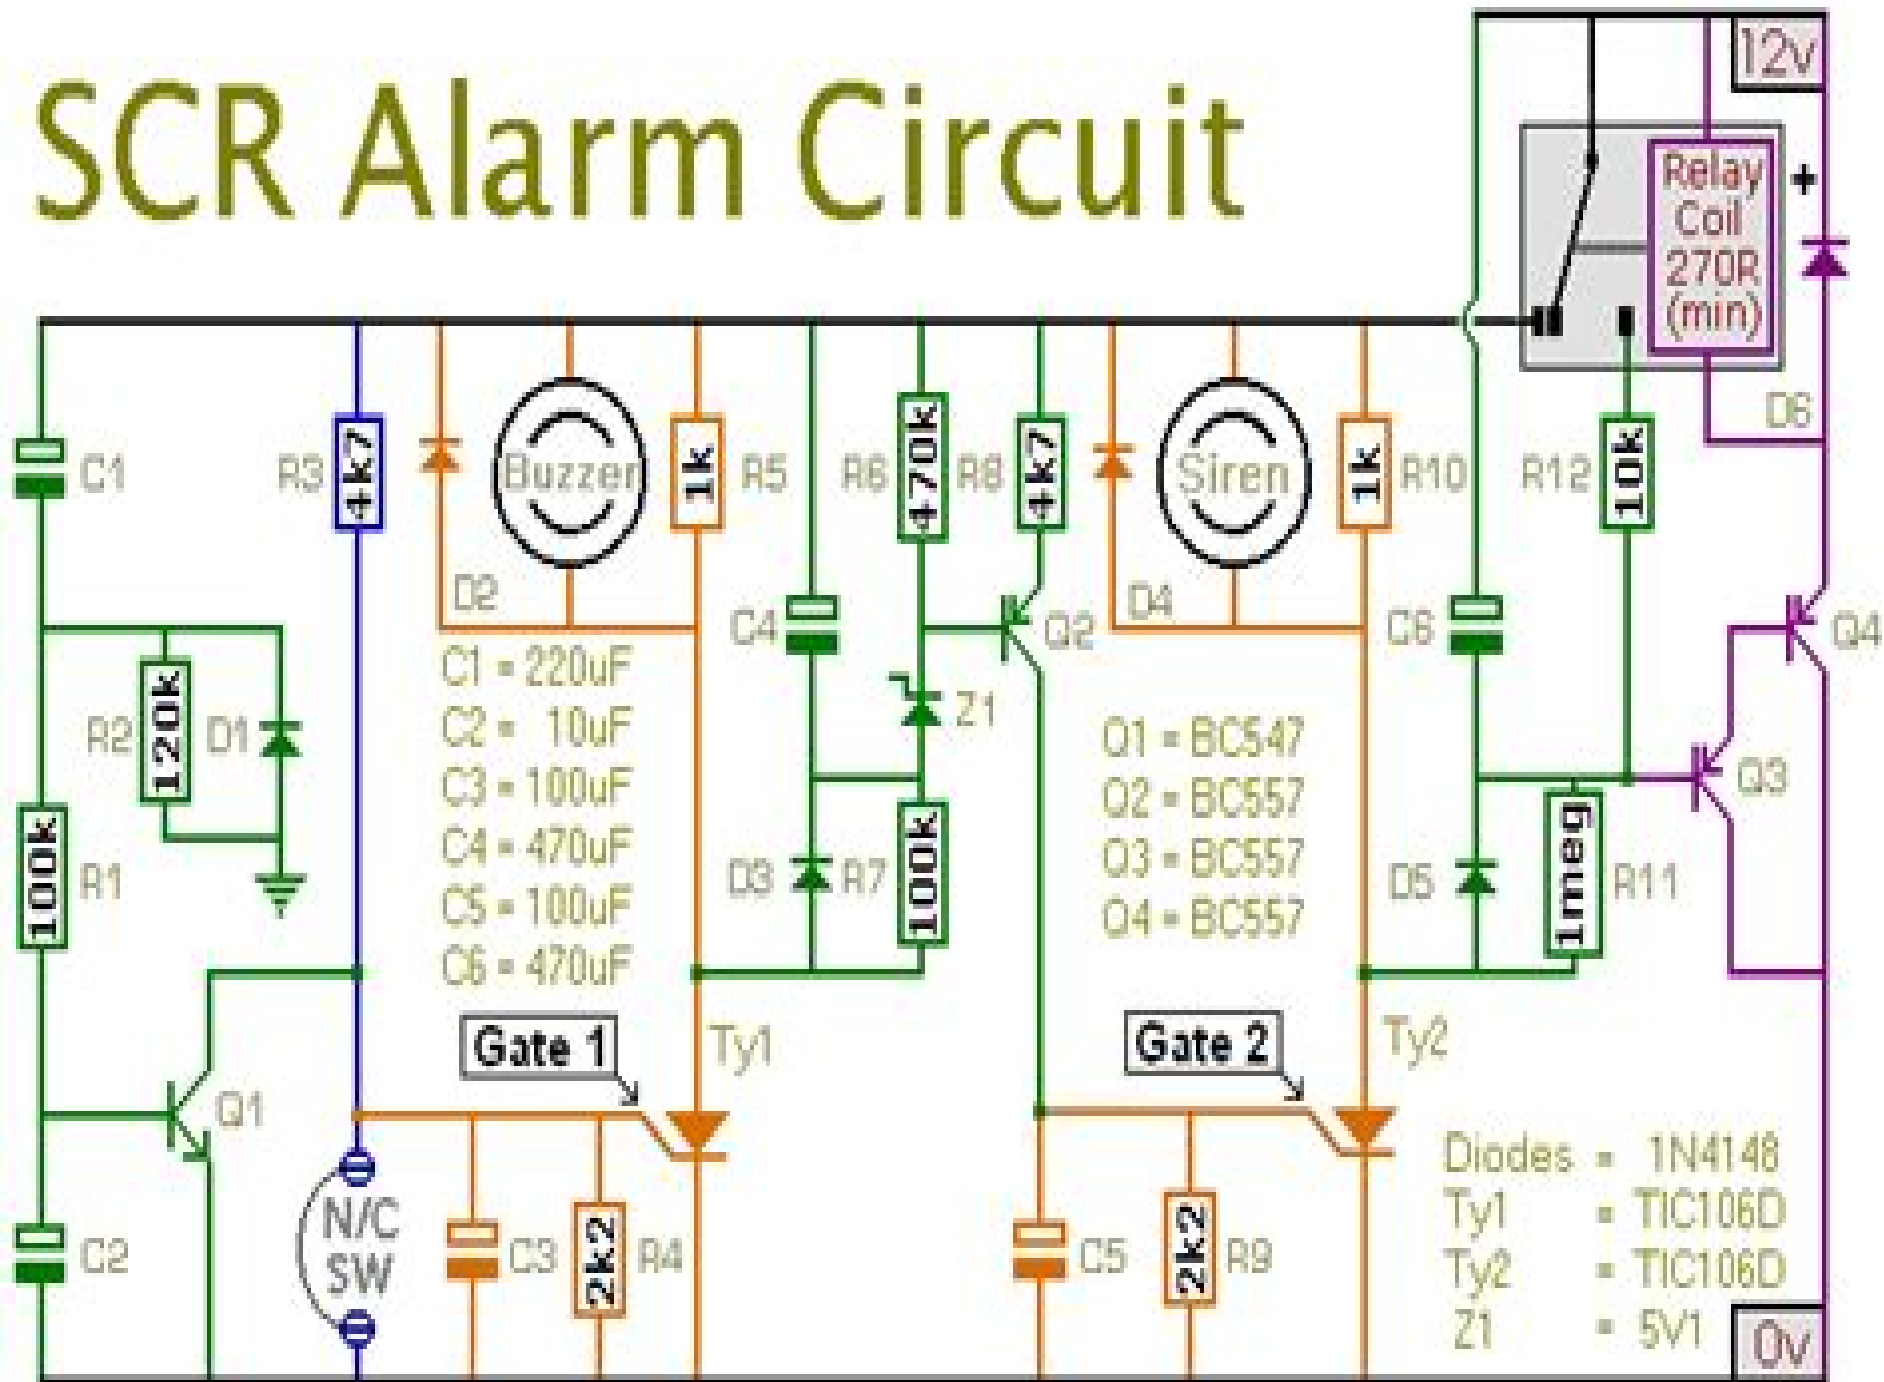 SCR Alarm Circuit
12v
Relay
Coil
270R
(min)
+
D6
C1
R3
4k7
Buzzer
1k
R5
R6
470k
R8
4k7
Siren
1k
R10
R12
10k
D2
C4
Q2
D4
C6
Q4
R2
120k
D1
Z1
Q3
C1 = 220uF
C2 = 10uF
C3 = 100uF
C4 = 470uF
C5 = 100uF
C6 = 470uF
Q1 = BC547
Q2 = BC557
Q3 = BC557
Q4 = BC557
100k
R1
D3
R7
100k
D5
1meg
R11
Gate 1
Ty1
Gate 2
Ty2
Q1
N/C
SW
C2
C3
2k2
R4
C5
2k2
R9
Diodes = 1N4148
Ty1 = TIC106D
Ty2 = TIC106D
Z1 = 5V1
0v